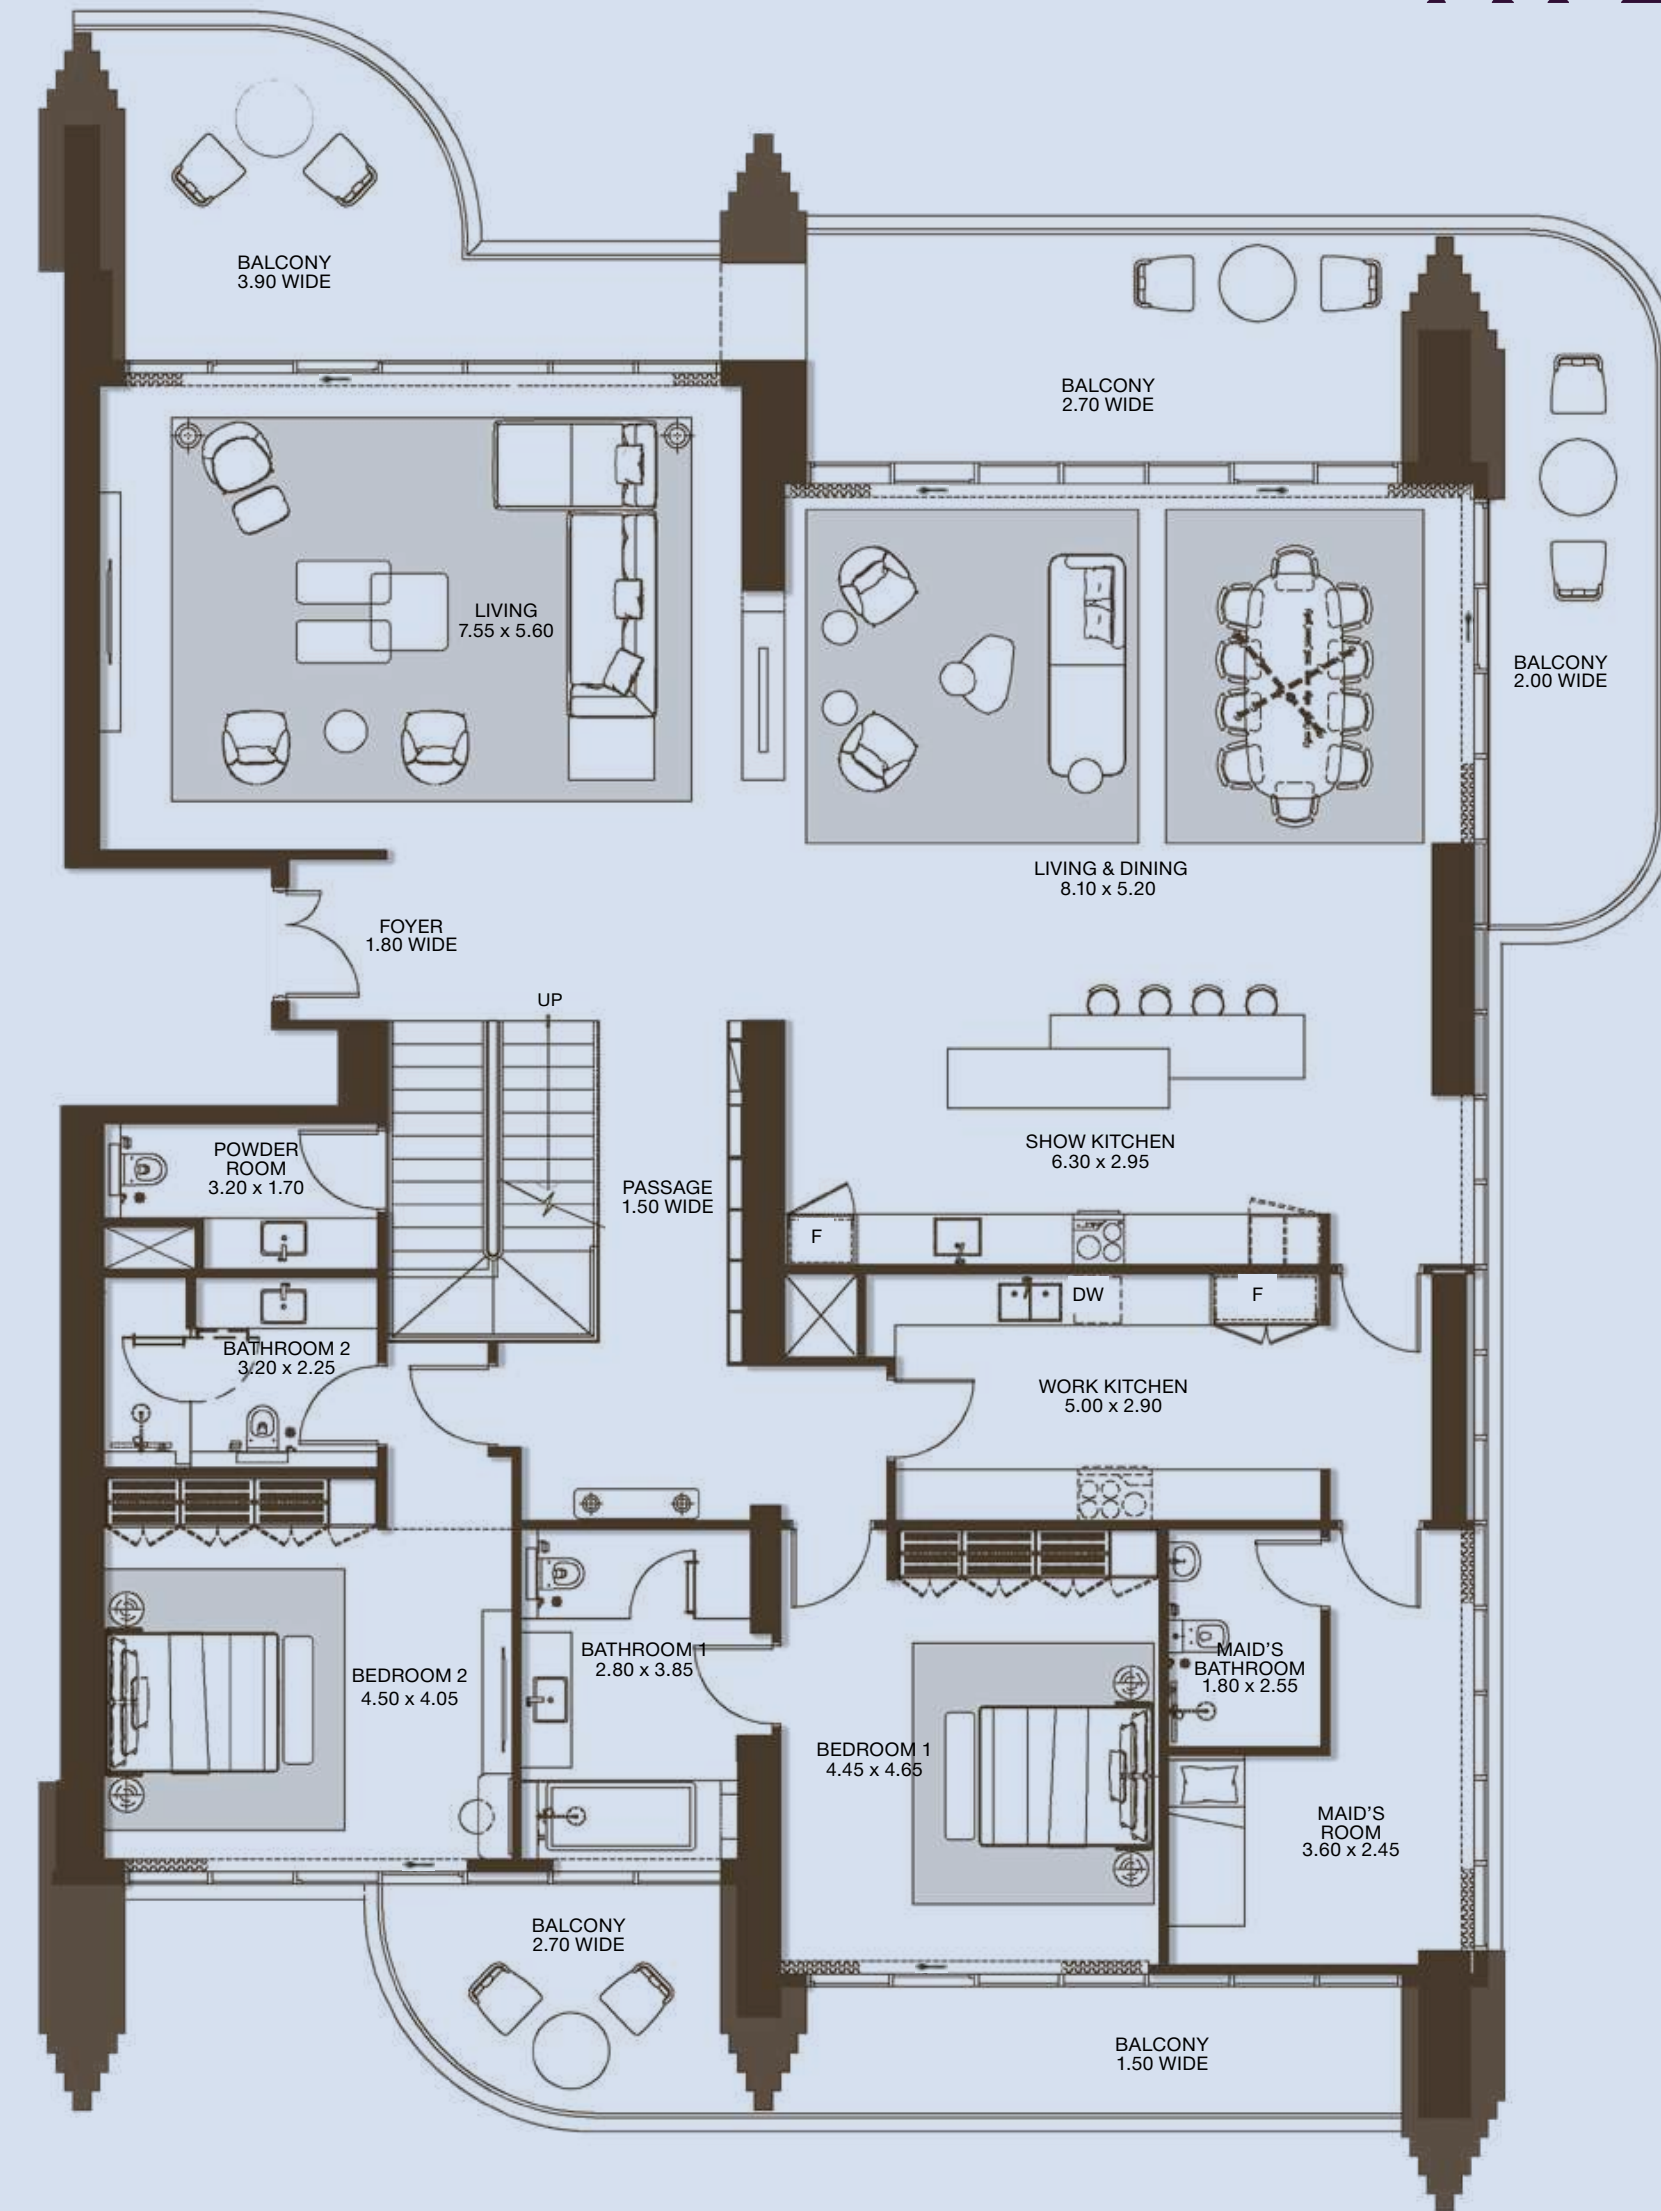 BALCONY
3.90 WIDE
BALCONY
2.70 WIDE
LIVING
7.55 x 5.60
BALCONY
2.00 WIDE
LIVING & DINING
8.10 x 5.20
FOYER
1.80 WIDE
UP
POWDER
ROOM
3.20 x 1.70
SHOW KITCHEN
6.30 x 2.95
PASSAGE
1.50 WIDE
F
DW
F
BATHROOM 2
3.20 x 2.25
WORK KITCHEN
5.00 x 2.90
BATHROOM 1
2.80 x 3.85
MAID'S
BATHROOM
1.80 x 2.55
BEDROOM 2
4.50 x 4.05
BEDROOM 1
4.45 x 4.65
MAID'S
ROOM
3.60 x 2.45
BALCONY
2.70 WIDE
BALCONY
1.50 WIDE